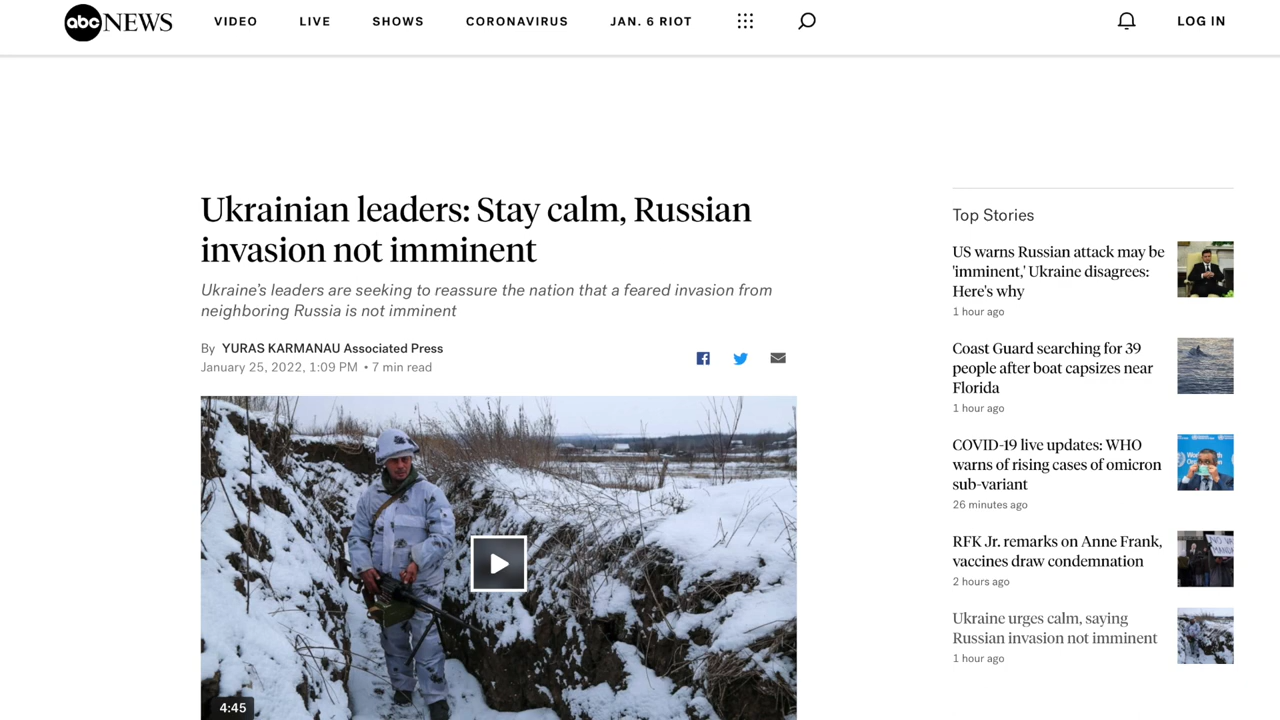 abc NEWS VIDEO LIVE SHOWS CORONAVIRUS JAN. 6 RIOT LOG IN
Ukrainian leaders: Stay calm, Russian
invasion not imminent
Ukraine's leaders are seeking to reassure the nation that a feared invasion from
neighboring Russia is not imminent
By YURAS KARMANAU Associated Press
January 25, 2022, 1:09 PM • 7 min read
4:45
Top Stories
US warns Russian attack may be
'imminent,' Ukraine disagrees:
Here's why
1 hour ago
Coast Guard searching for 39
people after boat capsizes near
Florida
1 hour ago
COVID-19 live updates: WHO
warns of rising cases of omicron
sub-variant
26 minutes ago
RFK Jr. remarks on Anne Frank,
vaccines draw condemnation
2 hours ago
Ukraine urges calm, saying
Russian invasion not imminent
1 hour ago